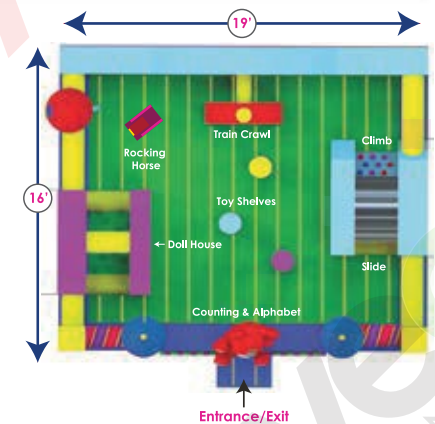 19'
Climb
Train Crawl
Rocking
Horse
16'
Toy Shelves
Doll House
Slide
Counting & Alphabet
Entrance/Exit